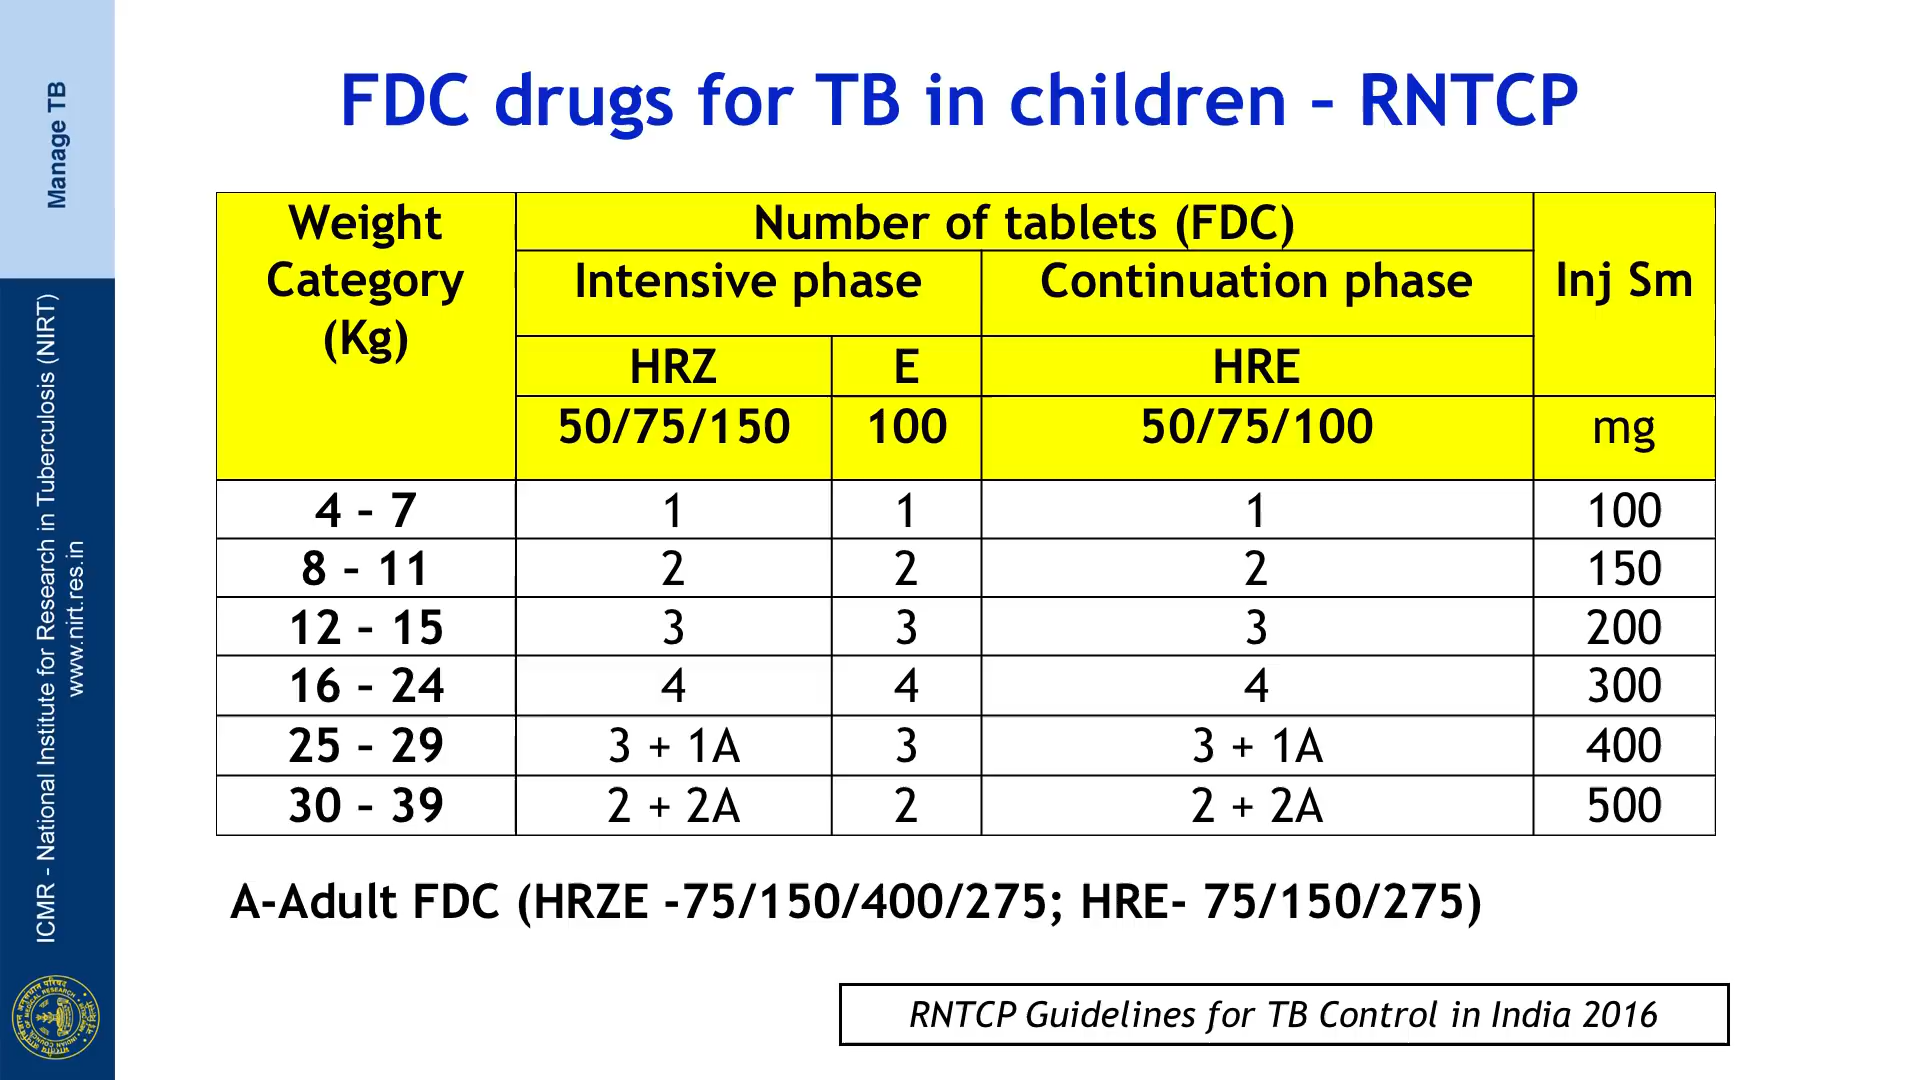 Manage TB
ICMR - National Institute for Research in Tuberculosis (NIRT)
www.nirt.res.in
FDC drugs for TB in children – RNTCP
Weight Category (Kg) Number of tablets (FDC) Inj Sm
Intensive phase Continuation phase
HRZ E HRE
50/75/150 100 50/75/100 mg
4 – 7 1 1 1 100
8 – 11 2 2 2 150
12 – 15 3 3 3 200
16 – 24 4 4 4 300
25 – 29 3 + 1A 3 3 + 1A 400
30 – 39 2 + 2A 2 2 + 2A 500
A-Adult FDC (HRZE -75/150/400/275; HRE- 75/150/275)
RNTCP Guidelines for TB Control in India 2016